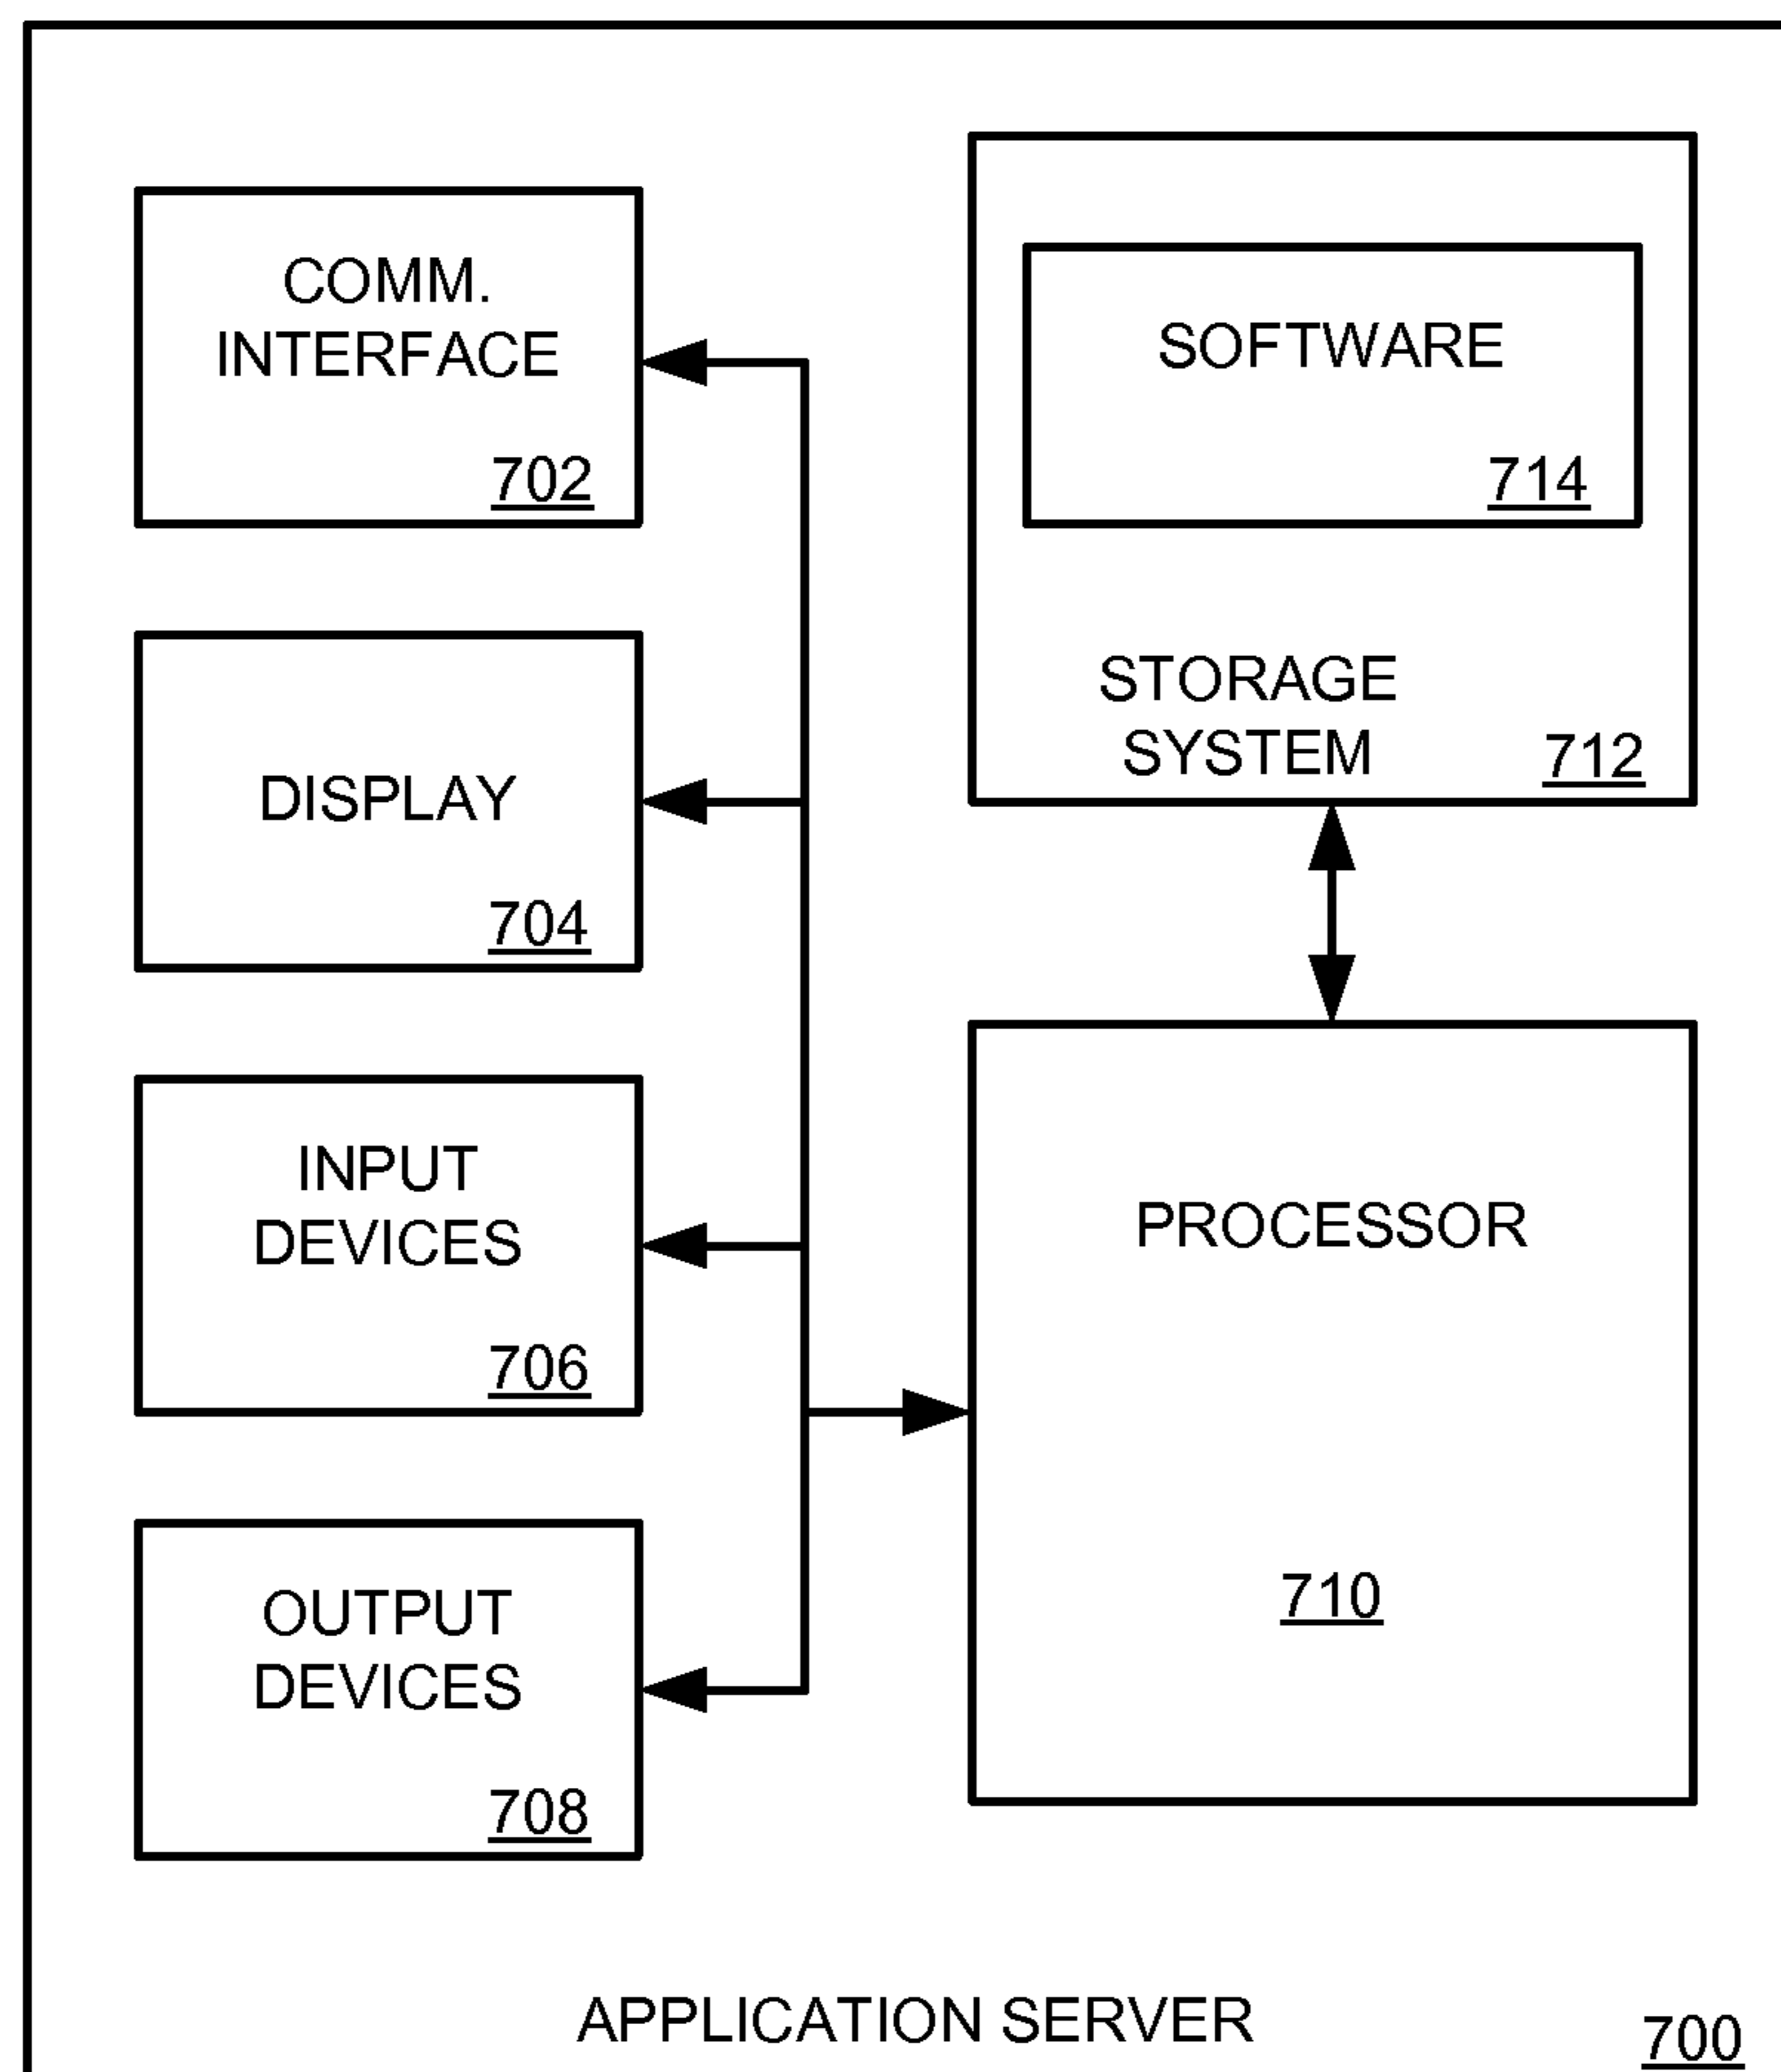 COMM.
INTERFACE
702
SOFTWARE
714
STORAGE
SYSTEM
712
DISPLAY
704
INPUT
DEVICES
706
PROCESSOR
710
OUTPUT
DEVICES
708
APPLICATION SERVER
700